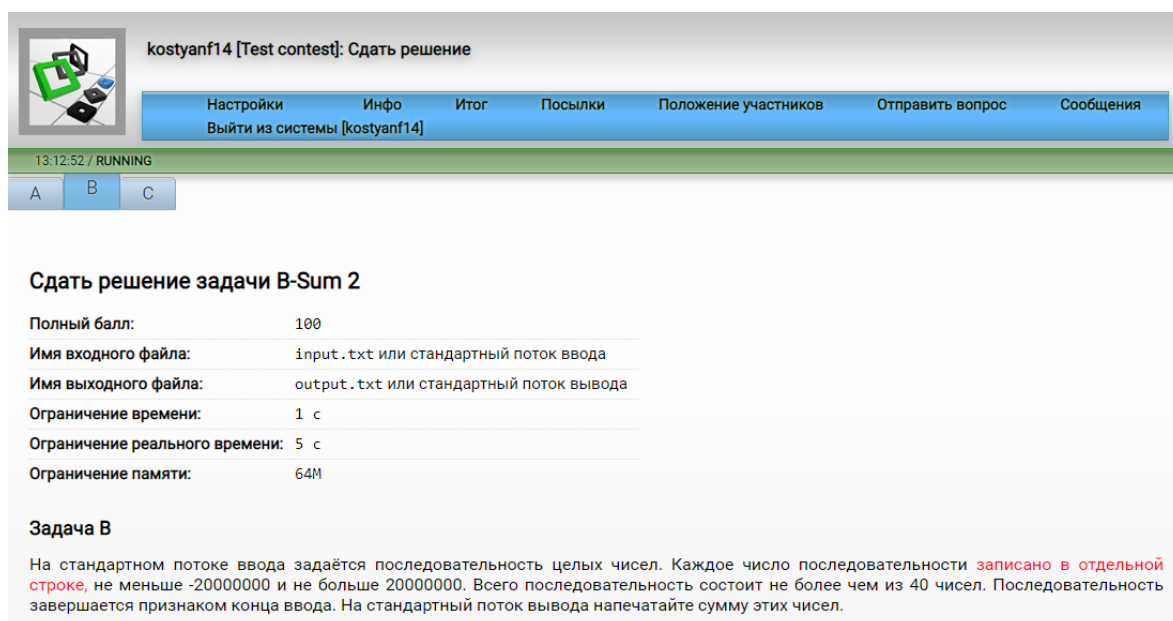 kostyanf14 [Test contest]: Сдать решение
Настройки Инфо Итог Посылки Положение участников Отправить вопрос Сообщения
Выйти из системы [kostyanf14]
13:12:52 / RUNNING
A B C
Сдать решение задачи B-Sum 2
Полный балл: 100
Имя входного файла: input.txt или стандартный поток ввода
Имя выходного файла: output.txt или стандартный поток вывода
Ограничение времени: 1 с
Ограничение реального времени: 5 с
Ограничение памяти: 64M
Задача B
На стандартном потоке ввода задаётся последовательность целых чисел. Каждое число последовательности записано в отдельной
строке, не меньше -20000000 и не больше 20000000. Всего последовательность состоит не более чем из 40 чисел. Последовательность
завершается признаком конца ввода. На стандартный поток вывода напечатайте сумму этих чисел.